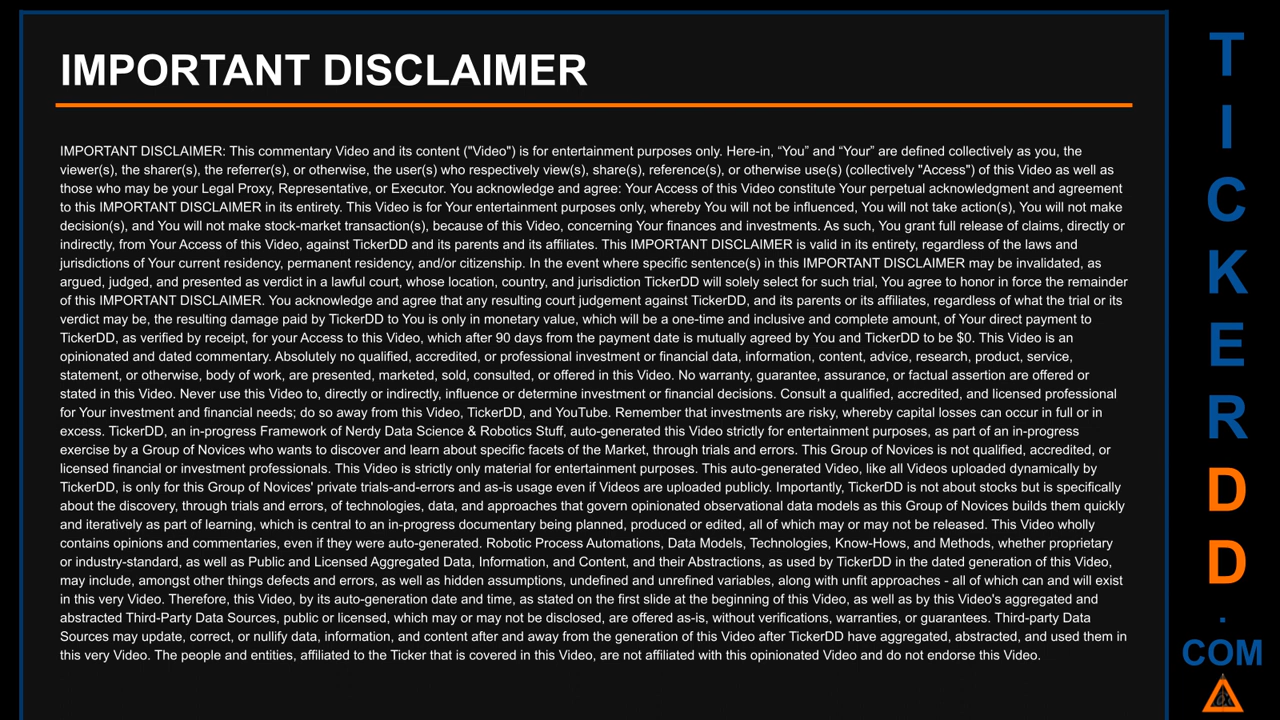 IMPORTANT DISCLAIMER
IMPORTANT DISCLAIMER: This commentary Video and its content ("Video") is for entertainment purposes only. Here-in, “You” and “Your” are defined collectively as you, the
viewer(s), the sharer(s), the referrer(s), or otherwise, the user(s) who respectively view(s), share(s), reference(s), or otherwise use(s) (collectively "Access") of this Video as well as
those who may be your Legal Proxy, Representative, or Executor. You acknowledge and agree: Your Access of this Video constitute Your perpetual acknowledgment and agreement
to this IMPORTANT DISCLAIMER in its entirety. This Video is for Your entertainment purposes only, whereby You will not be influenced, You will not take action(s), You will not make
decision(s), and You will not make stock-market transaction(s), because of this Video, concerning Your finances and investments. As such, You grant full release of claims, directly or
indirectly, from Your Access of this Video, against TickerDD and its parents and its affiliates. This IMPORTANT DISCLAIMER is valid in its entirety, regardless of the laws and
jurisdictions of Your current residency, permanent residency, and/or citizenship. In the event where specific sentence(s) in this IMPORTANT DISCLAIMER may be invalidated, as
argued, judged, and presented as verdict in a lawful court, whose location, country, and jurisdiction TickerDD will solely select for such trial, You agree to honor in force the remainder
of this IMPORTANT DISCLAIMER. You acknowledge and agree that any resulting court judgement against TickerDD, and its parents or its affiliates, regardless of what the trial or its
verdict may be, the resulting damage paid by TickerDD to You is only in monetary value, which will be a one-time and inclusive and complete amount, of Your direct payment to
TickerDD, as verified by receipt, for your Access to this Video, which after 90 days from the payment date is mutually agreed by You and TickerDD to be $0. This Video is an
opinionated and dated commentary. Absolutely no qualified, accredited, or professional investment or financial data, information, content, advice, research, product, service,
statement, or otherwise, body of work, are presented, marketed, sold, consulted, or offered in this Video. No warranty, guarantee, assurance, or factual assertion are offered or
stated in this Video. Never use this Video to, directly or indirectly, influence or determine investment or financial decisions. Consult a qualified, accredited, and licensed professional
for Your investment and financial needs; do so away from this Video, TickerDD, and YouTube. Remember that investments are risky, whereby capital losses can occur in full or in
excess. TickerDD, an in-progress Framework of Nerdy Data Science & Robotics Stuff, auto-generated this Video strictly for entertainment purposes, as part of an in-progress
exercise by a Group of Novices who wants to discover and learn about specific facets of the Market, through trials and errors. This Group of Novices is not qualified, accredited, or
licensed financial or investment professionals. This Video is strictly only material for entertainment purposes. This auto-generated Video, like all Videos uploaded dynamically by
TickerDD, is only for this Group of Novices' private trials-and-errors and as-is usage even if Videos are uploaded publicly. Importantly, TickerDD is not about stocks but is specifically
about the discovery, through trials and errors, of technologies, data, and approaches that govern opinionated observational data models as this Group of Novices builds them quickly
and iteratively as part of learning, which is central to an in-progress documentary being planned, produced or edited, all of which may or may not be released. This Video wholly
contains opinions and commentaries, even if they were auto-generated. Robotic Process Automations, Data Models, Technologies, Know-Hows, and Methods, whether proprietary
or industry-standard, as well as Public and Licensed Aggregated Data, Information, and Content, and their Abstractions, as used by TickerDD in the dated generation of this Video,
may include, amongst other things defects and errors, as well as hidden assumptions, undefined and unrefined variables, along with unfit approaches - all of which can and will exist
in this very Video. Therefore, this Video, by its auto-generation date and time, as stated on the first slide at the beginning of this Video, as well as by this Video's aggregated and
abstracted Third-Party Data Sources, public or licensed, which may or may not be disclosed, are offered as-is, without verifications, warranties, or guarantees. Third-party Data
Sources may update, correct, or nullify data, information, and content after and away from the generation of this Video after TickerDD have aggregated, abstracted, and used them in
this very Video. The people and entities, affiliated to the Ticker that is covered in this Video, are not affiliated with this opinionated Video and do not endorse this Video.
T
I
C
K
E
R
D
D
.
COM